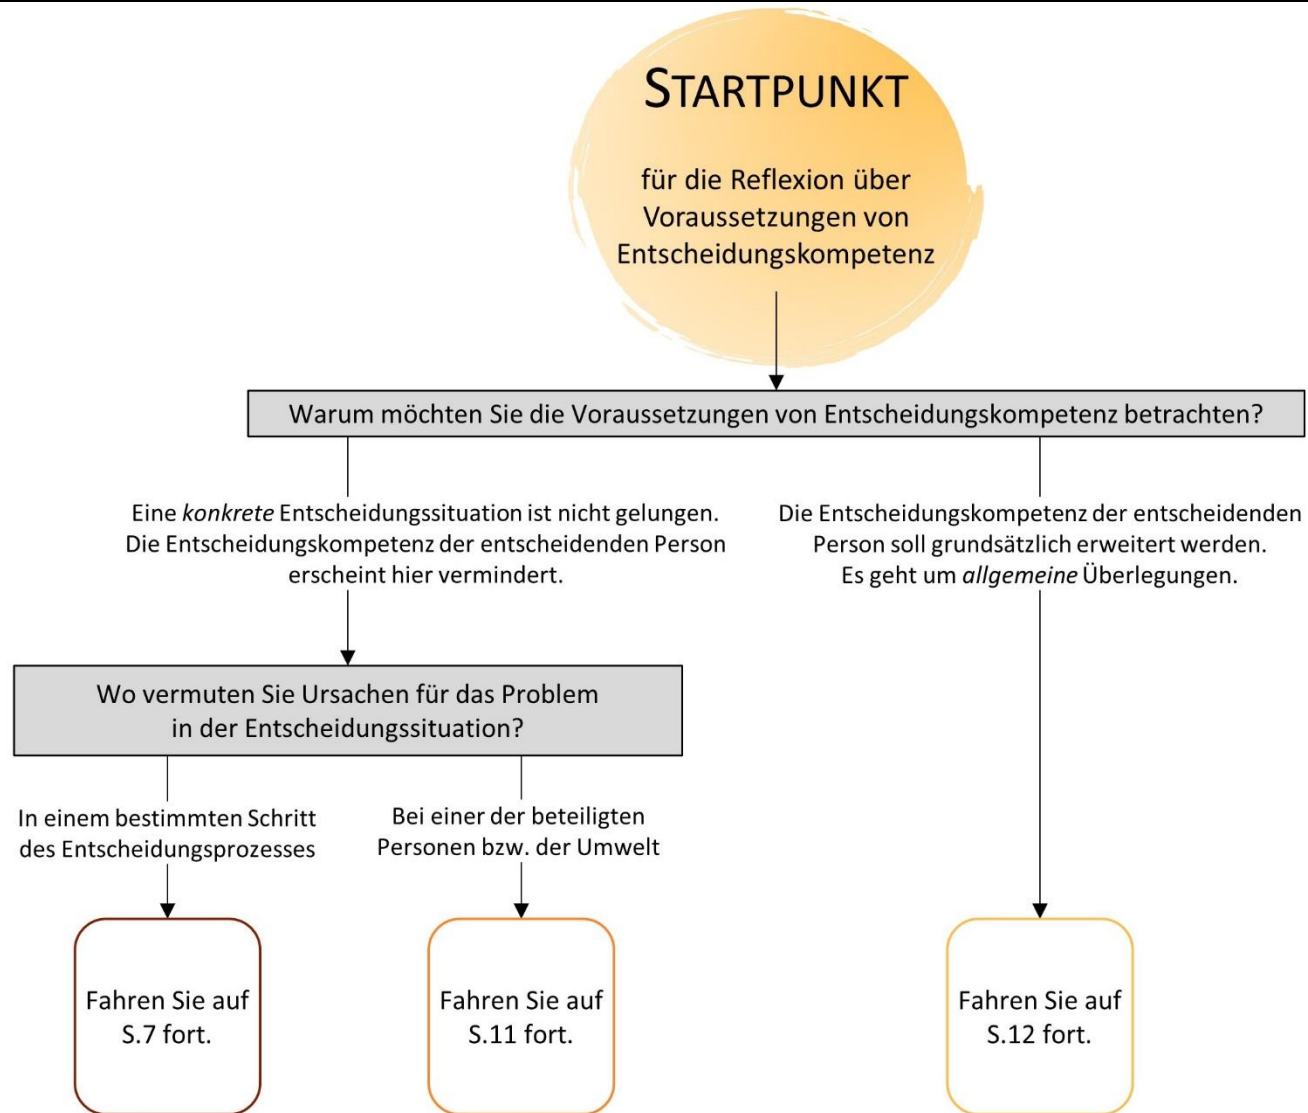 STARTPUNKT
für die Reflexion über
Voraussetzungen von
Entscheidungskompetenz
Warum möchten Sie die Voraussetzungen von Entscheidungskompetenz betrachten?
Eine konkrete Entscheidungssituation ist nicht gelungen.
Die Entscheidungskompetenz der entscheidenden Person
erscheint hier vermindert.
Die Entscheidungskompetenz der entscheidenden
Person soll grundsätzlich erweitert werden.
Es geht um allgemeine Überlegungen.
Wo vermuten Sie Ursachen für das Problem
in der Entscheidungssituation?
In einem bestimmten Schritt
des Entscheidungsprozesses
Bei einer der beteiligten
Personen bzw. der Umwelt
Fahren Sie auf
S.7 fort.
Fahren Sie auf
S.11 fort.
Fahren Sie auf
S.12 fort.